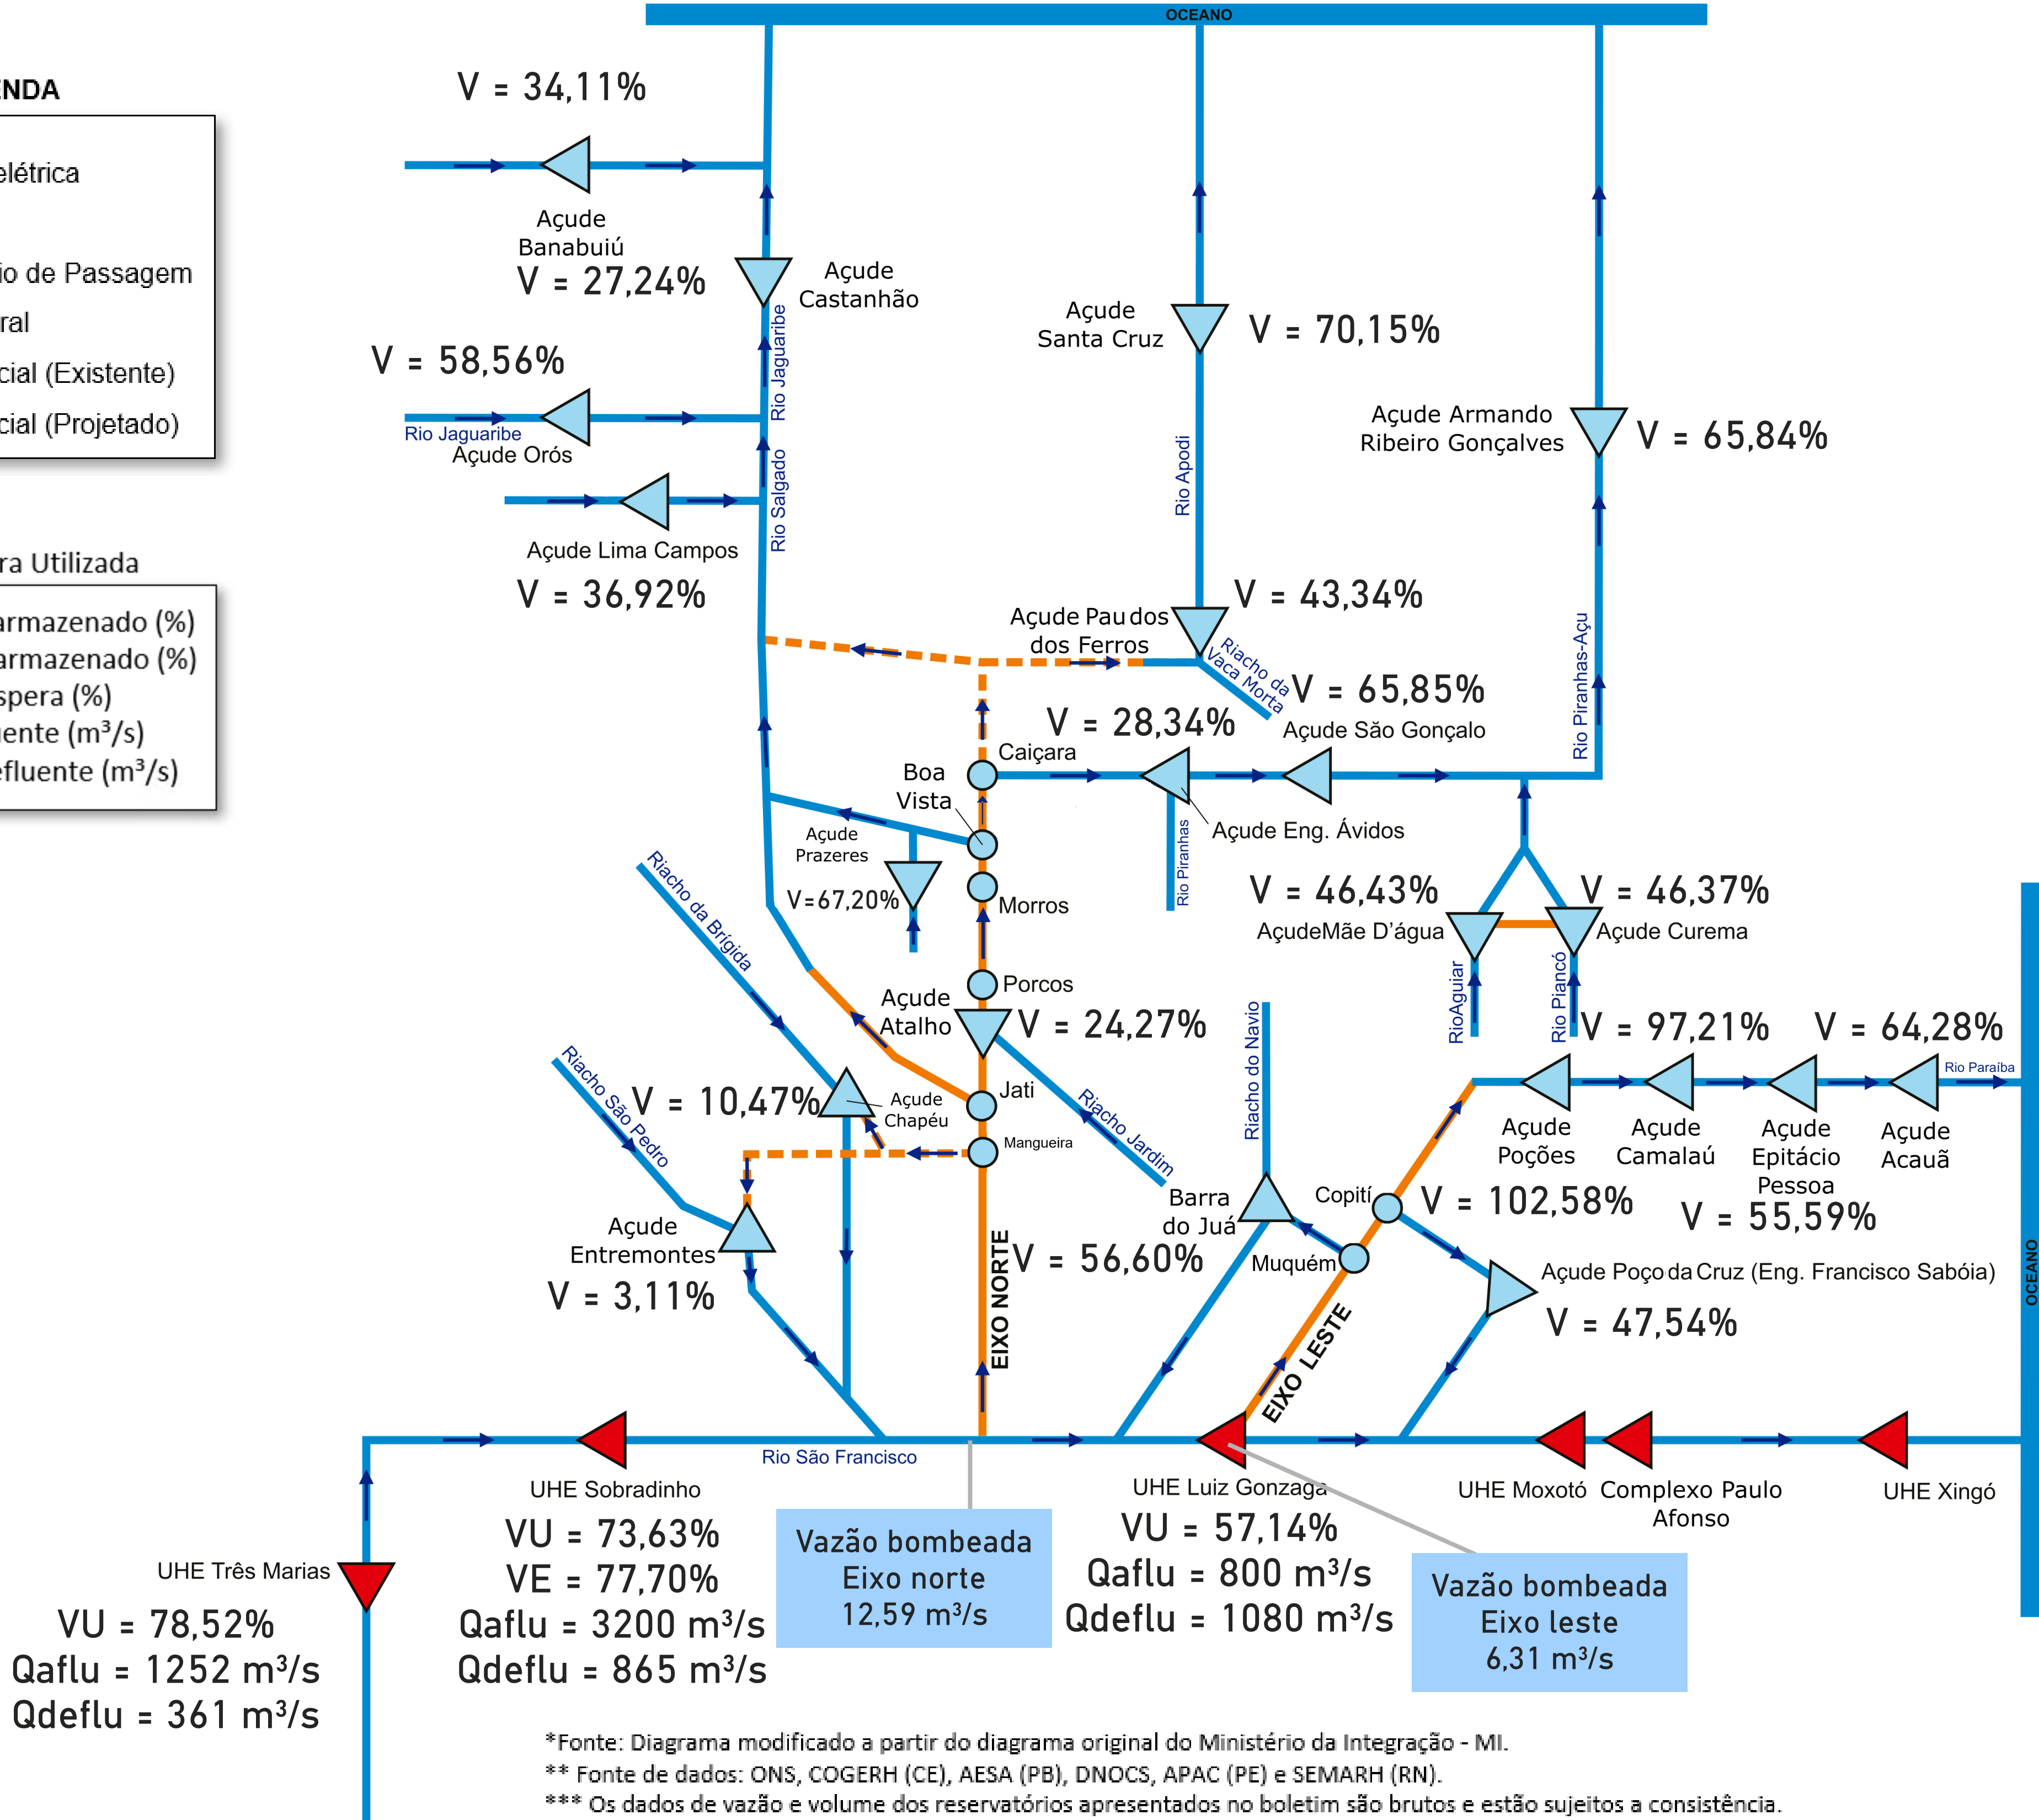 OCEANO
ENDA
V = 34,11%
elétrica
Açude
Banabuiú
io de Passagem
V = 27,24%
Açude
Castanhão
Açude
Santa Cruz
V = 70,15%
ral
Rio Jaguaribe
V = 58,56%
cial (Existente)
cial (Projetado)
Rio Jaguaribe
Açude Orós
Rio Salgado
Rio Apodi
Açude Armando
Ribeiro Gonçalves
V = 65,84%
Açude Lima Campos
V = 36,92%
ra Utilizada
armazenado (%)
armazenado (%)
spera (%)
uente (m³/s)
efluente (m³/s)
Açude Pau dos
dos Ferros
V = 43,34%
Riacho da
Vaca Morta
Rio Piranhas-Açu
V = 65,85%
Açude São Gonçalo
V = 28,34%
Caiçara
Boa
Vista
Açude
Prazeres
V=67,20%
Morros
Açude Eng. Ávidos
Rio Piranhas
V = 46,43%
AçudeMãe D'água
V = 46,37%
Açude Curema
RioAguiar
Rio Piancó
Riacho da Brígida
Porcos
Açude
Atalho
V = 24,27%
Riacho do Navio
V = 97,21%
V = 64,28%
Rio Paraíba
Riacho São Pedro
V = 10,47%
Açude
Chapéu
Jati
Mangueira
Riacho Jardim
Açude
Poções
Açude
Camalaú
Açude
Epitácio
Pessoa
Açude
Acauã
Barra
do Juá
Copití
V = 102,58%
V = 55,59%
Açude
Entremontes
V = 3,11%
EIXO NORTE
V = 56,60%
Muquém
Açude Poço da Cruz (Eng. Francisco Sabóia)
V = 47,54%
OCEANO
EIXO LESTE
Rio São Francisco
UHE Sobradinho
VU = 73,63%
VE = 77,70%
Qaflu = 3200 m³/s
Qdeflu = 865 m³/s
Vazão bombeada
Eixo norte
12,59 m³/s
UHE Luiz Gonzaga
VU = 57,14%
Qaflu = 800 m³/s
Qdeflu = 1080 m³/s
Vazão bombeada
Eixo leste
6,31 m³/s
UHE Moxotó
Complexo Paulo
Afonso
UHE Xingó
UHE Três Marias
VU = 78,52%
Qaflu = 1252 m³/s
Qdeflu = 361 m³/s
*Fonte: Diagrama modificado a partir do diagrama original do Ministério da Integração - MI.
** Fonte de dados: ONS, COGERH (CE), AESA (PB), DNOCS, APAC (PE) e SEMARH (RN).
*** Os dados de vazão e volume dos reservatórios apresentados no boletim são brutos e estão sujeitos a consistência.